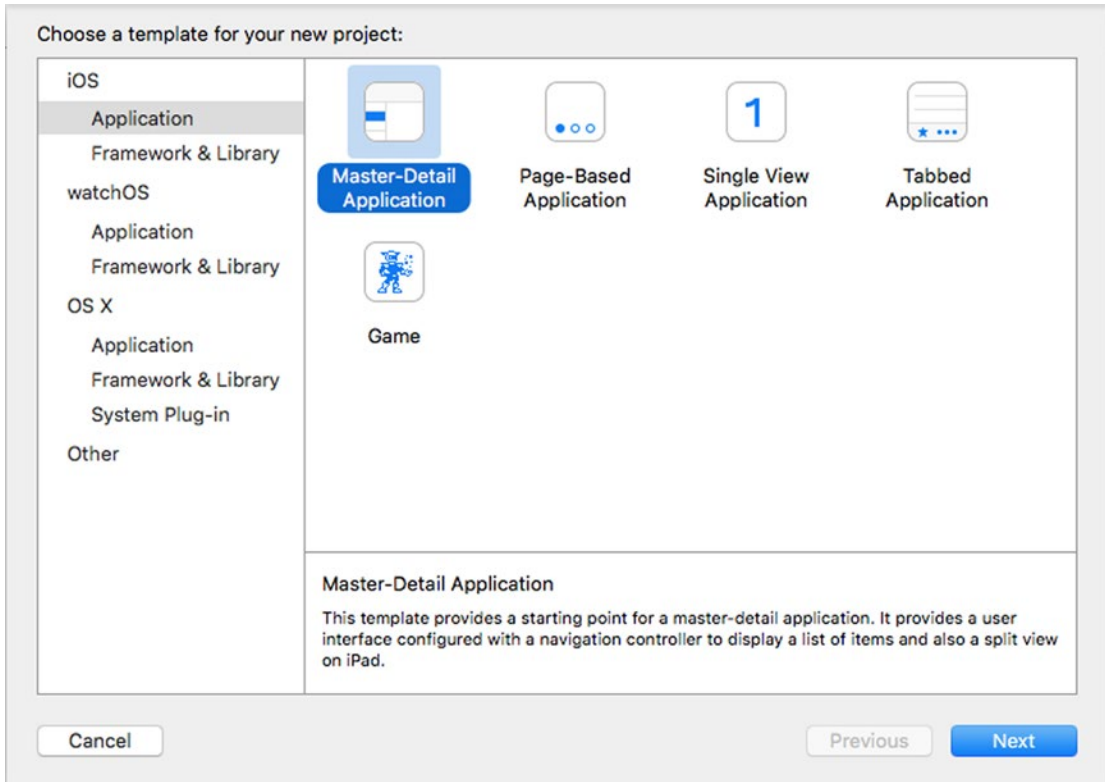 Choose a template for your new project:
iOS
Application
Framework & Library
watchOS
Application
Framework & Library
OS X
Application
Framework & Library
System Plug-in
Other
Master-Detail
Application
Page-Based
Application
1
Single View
Application
Tabbed
Application
Game
Master-Detail Application
This template provides a starting point for a master-detail application. It provides a user
interface configured with a navigation controller to display a list of items and also a split view
on iPad.
Cancel
Previous
Next